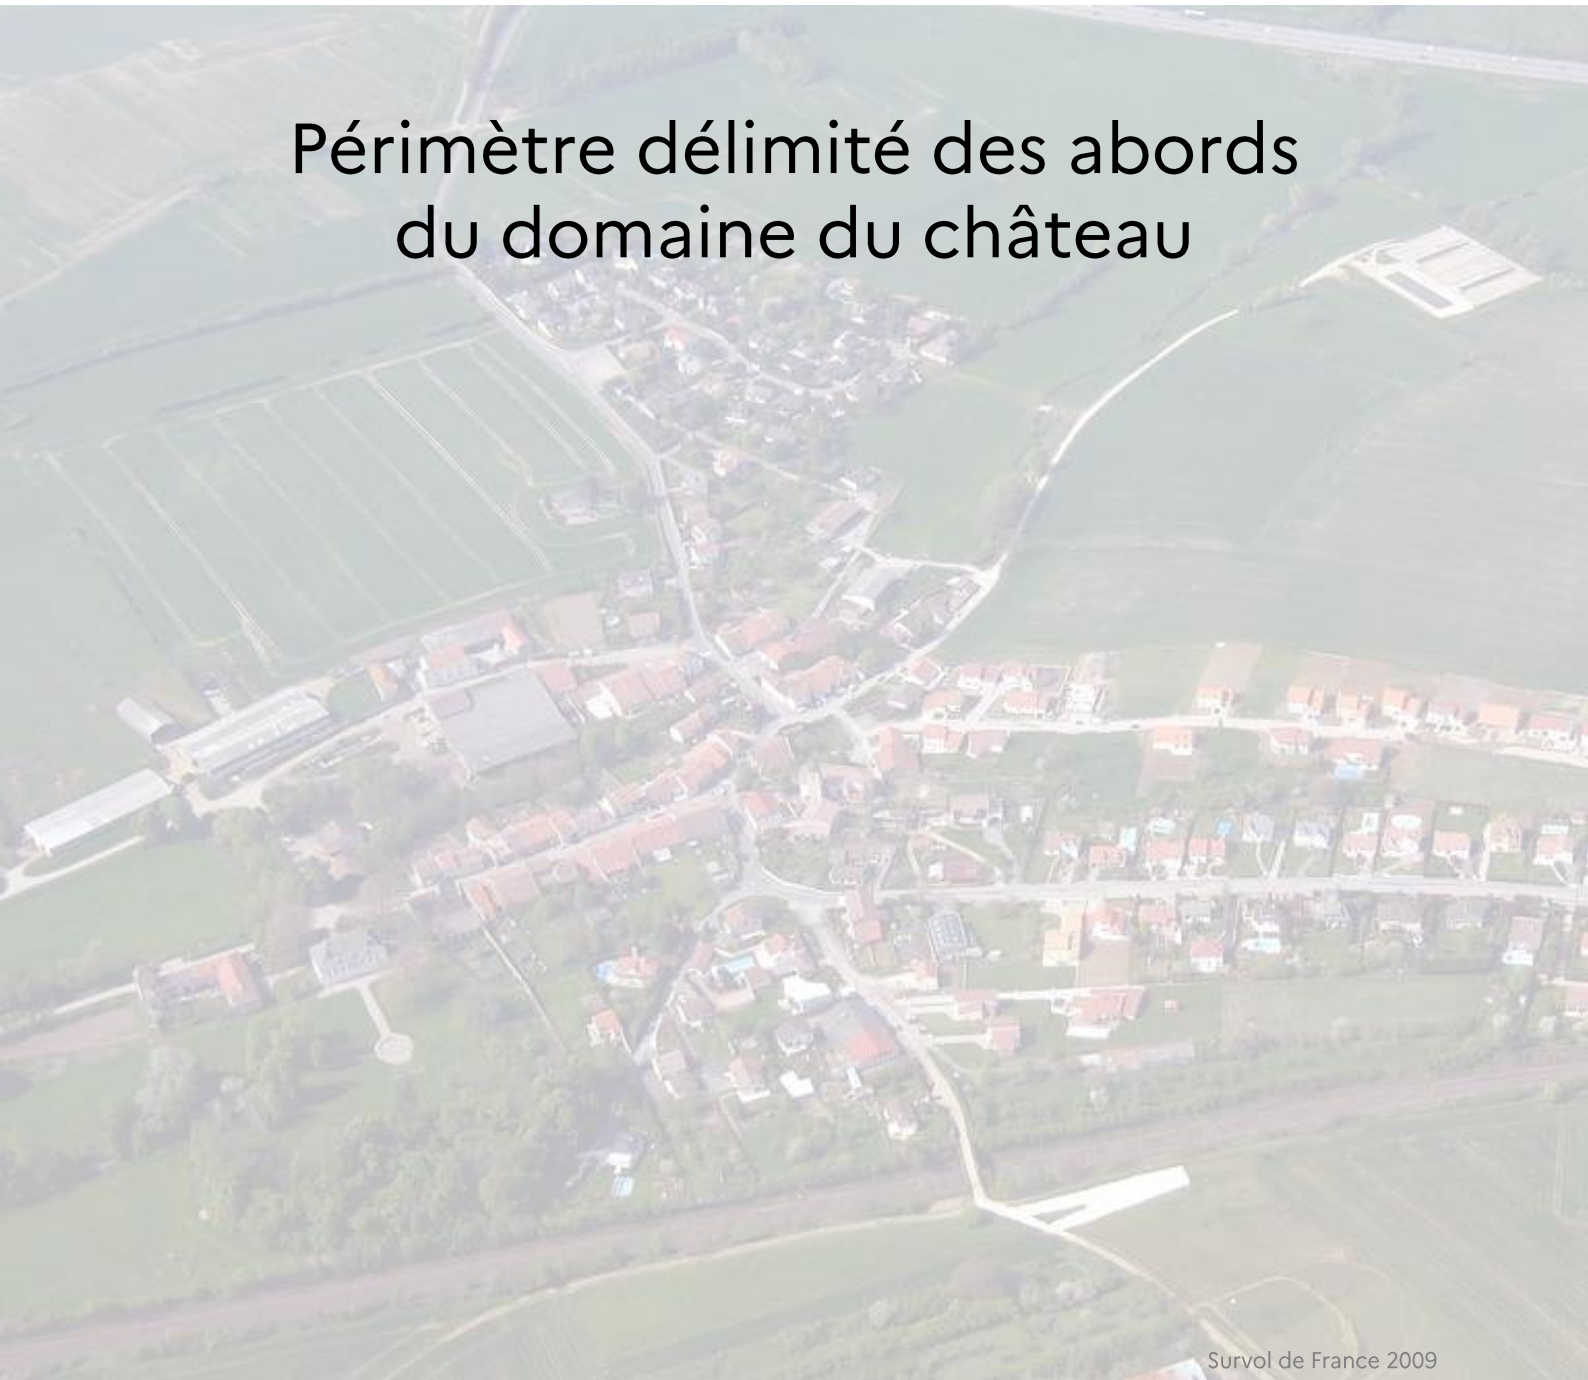 Périmètre délimité des abords
du domaine du château
Survol de France 2009